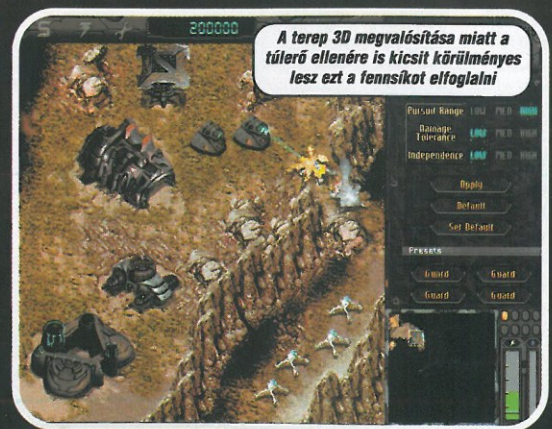 200000
A terep 3D megvalósítása miatt a
túlerő ellenére is kicsit körülményes
lesz ezt a fennsíkot elfoglalni
Pursuit Range LOW MED HIGH
Damage
Tolerance LOW MED HIGH
Independence LOW MED HIGH
Apply
Default
Set Default
Presets
Guard Guard
Guard Guard